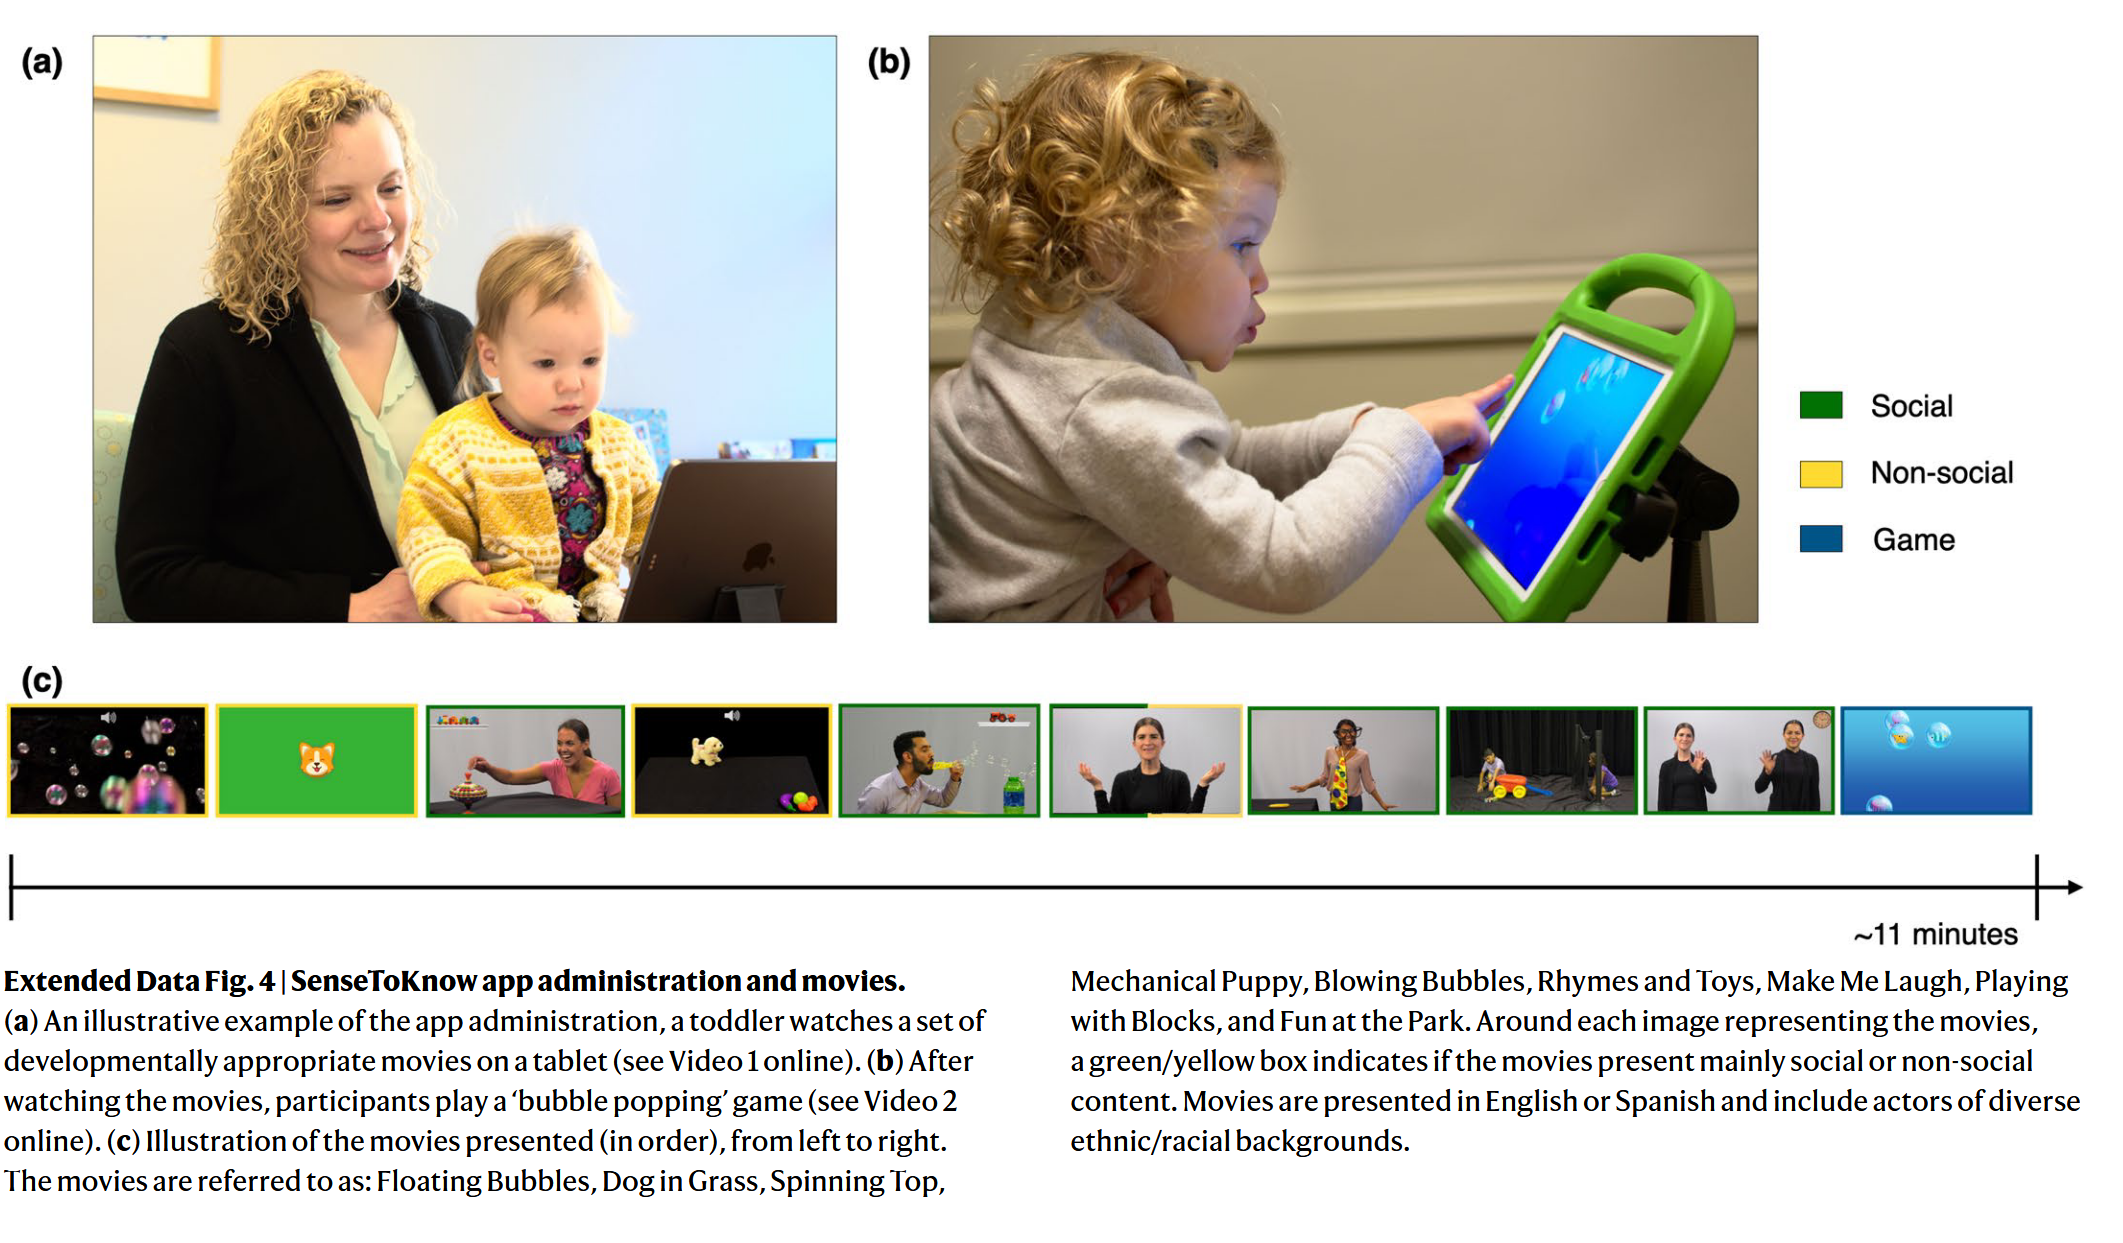 (a)
(b)
Social
Non-social
Game
(c)
~11 minutes
Extended Data Fig. 4 | SenseToKnow app administration and movies.
(a) An illustrative example of the app administration, a toddler watches a set of
developmentally appropriate movies on a tablet (see Video 1 online). (b) After
watching the movies, participants play a ‘bubble popping’ game (see Video 2
online). (c) Illustration of the movies presented (in order), from left to right.
The movies are referred to as: Floating Bubbles, Dog in Grass, Spinning Top,
Mechanical Puppy, Blowing Bubbles, Rhymes and Toys, Make Me Laugh, Playing
with Blocks, and Fun at the Park. Around each image representing the movies,
a green/yellow box indicates if the movies present mainly social or non-social
content. Movies are presented in English or Spanish and include actors of diverse
ethnic/racial backgrounds.